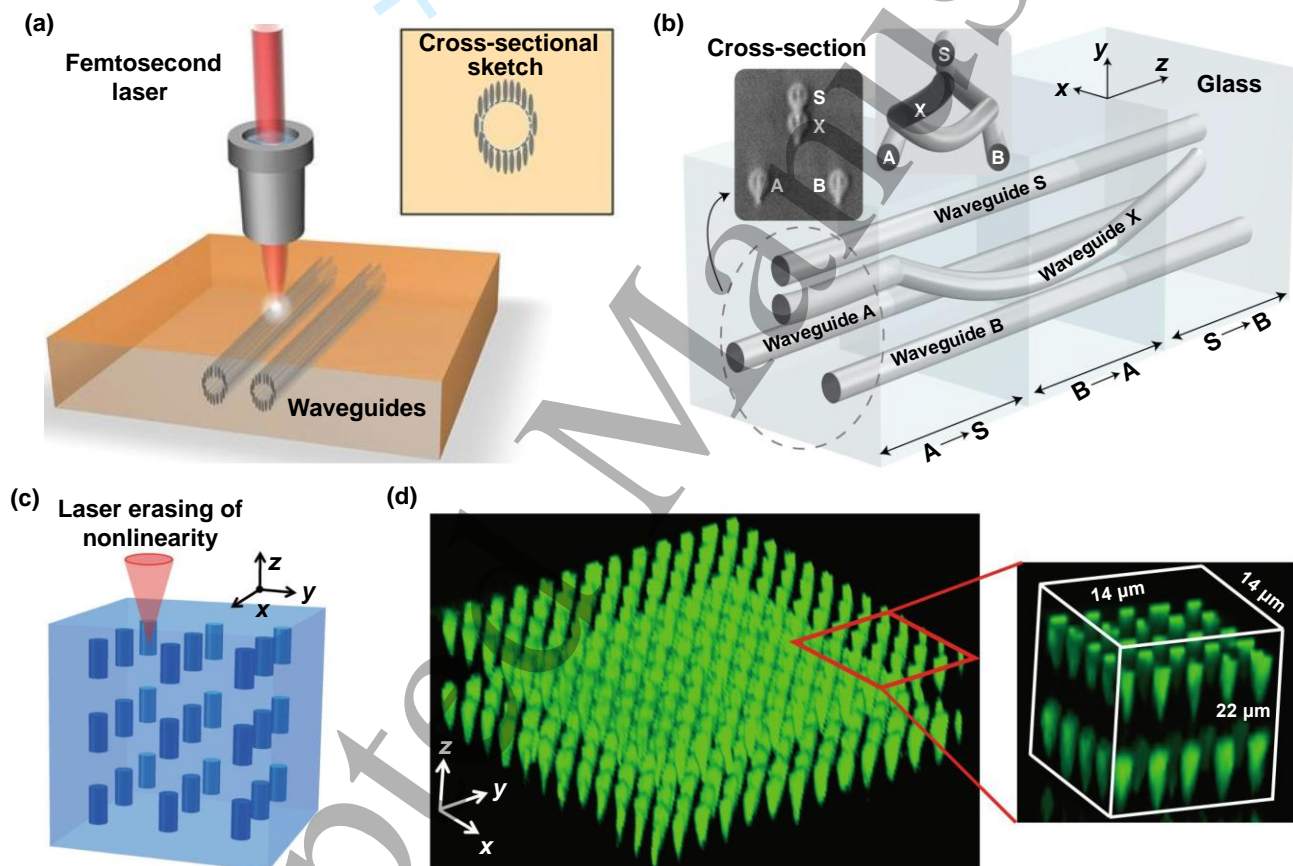 (a)
Femtosecond
laser
Cross-sectional
sketch
Waveguides
(b)
Cross-section
S
X
A
B
S
X
A
B
y
z
x
Glass
Waveguide S
Waveguide X
Waveguide A
Waveguide B
A → S
B → A
S → B
(c)
Laser erasing of
nonlinearity
z
y
x
(d)
z
y
x
14 µm
14 µm
22 µm